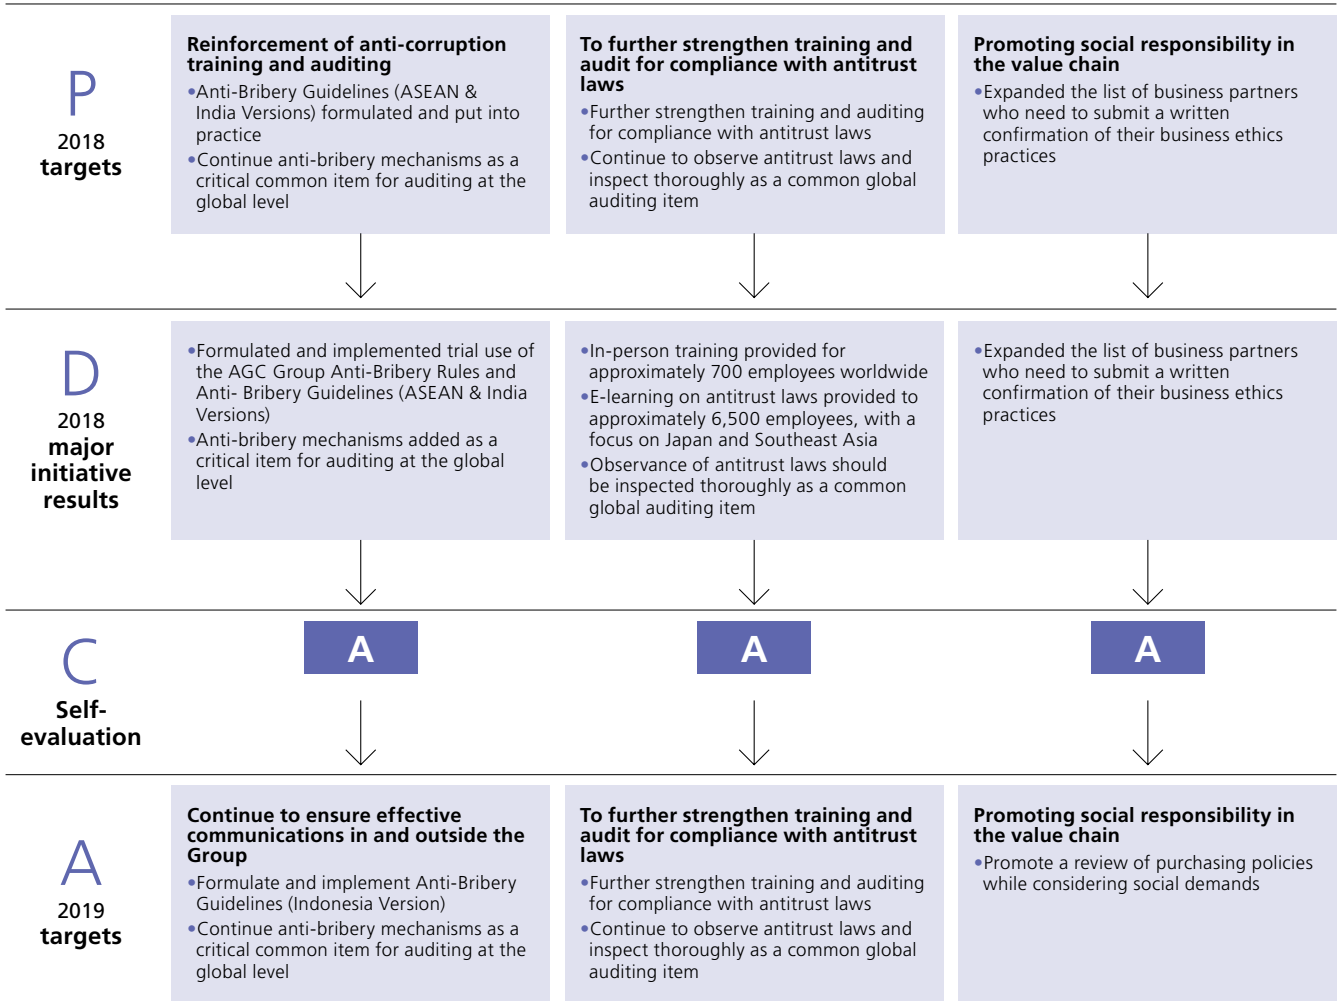 P
2018
targets
Reinforcement of anti-corruption
training and auditing
•Anti-Bribery Guidelines (ASEAN &
India Versions) formulated and put into
practice
•Continue anti-bribery mechanisms as a
critical common item for auditing at the
global level
To further strengthen training and
audit for compliance with antitrust
laws
•Further strengthen training and auditing
for compliance with antitrust laws
•Continue to observe antitrust laws and
inspect thoroughly as a common global
auditing item
Promoting social responsibility in
the value chain
•Expanded the list of business partners
who need to submit a written
confirmation of their business ethics
practices
D
2018
major
initiative
results
•Formulated and implemented trial use of
the AGC Group Anti-Bribery Rules and
Anti- Bribery Guidelines (ASEAN & India
Versions)
•Anti-bribery mechanisms added as a
critical item for auditing at the global
level
•In-person training provided for
approximately 700 employees worldwide
•E-learning on antitrust laws provided to
approximately 6,500 employees, with a
focus on Japan and Southeast Asia
•Observance of antitrust laws should
be inspected thoroughly as a common
global auditing item
•Expanded the list of business partners
who need to submit a written
confirmation of their business ethics
practices
C
Self-
evaluation
A
A
A
A
2019
targets
Continue to ensure effective
communications in and outside the
Group
•Formulate and implement Anti-Bribery
Guidelines (Indonesia Version)
•Continue anti-bribery mechanisms as a
critical common item for auditing at the
global level
To further strengthen training and
audit for compliance with antitrust
laws
•Further strengthen training and auditing
for compliance with antitrust laws
•Continue to observe antitrust laws and
inspect thoroughly as a common global
auditing item
Promoting social responsibility in
the value chain
•Promote a review of purchasing policies
while considering social demands